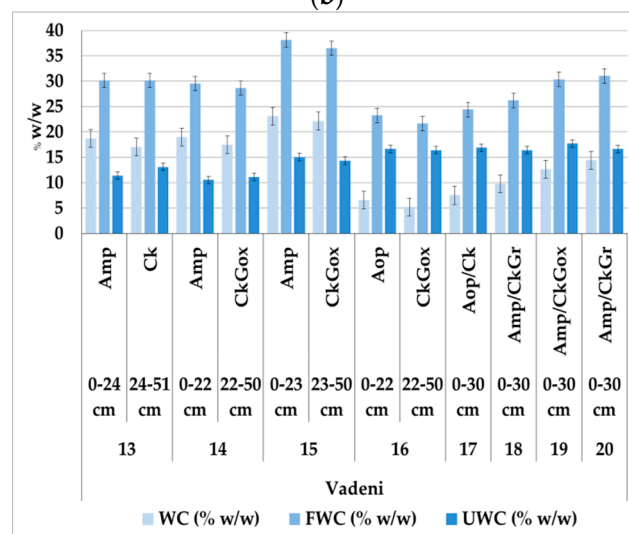 (b)
% w/w
40
35
30
25
20
15
10
5
0
Amp Ck Amp CkGox Amp CkGox Aop CkGox Aop/Ck Amp/CkGr Amp/CkGox Amp/CkGr
0-24 24-51 0-22 22-50 0-23 23-50 0-22 22-50 0-30 0-30 0-30 0-30
cm cm cm cm cm cm cm cm cm cm cm cm
13 14 15 16 17 18 19 20
Vadeni
WC (% w/w) FWC (% w/w) UWC (% w/w)